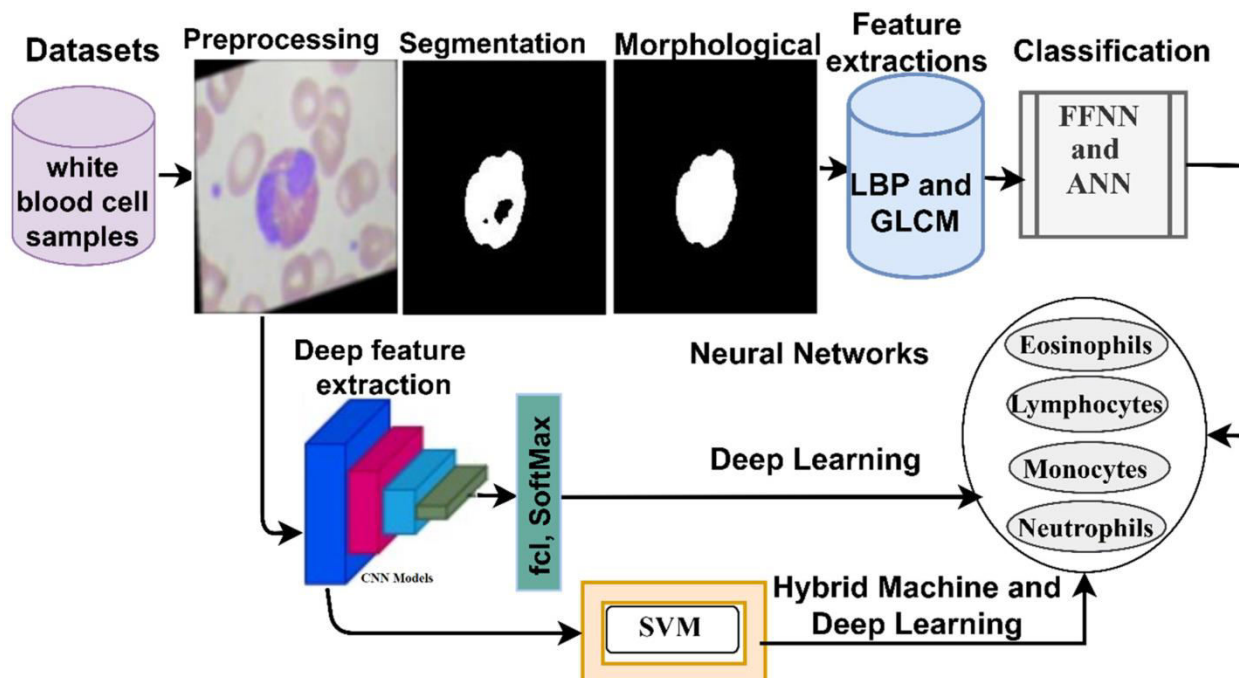 Datasets
white
blood cell
samples
Preprocessing
Segmentation
Morphological
Feature
extractions
LBP and
GLCM
Classification
FFNN
and
ANN
Deep feature
extraction
CNN Models
fcl, SoftMax
Neural Networks
Deep Learning
SVM
Hybrid Machine and
Deep Learning
Eosinophils
Lymphocytes
Monocytes
Neutrophils